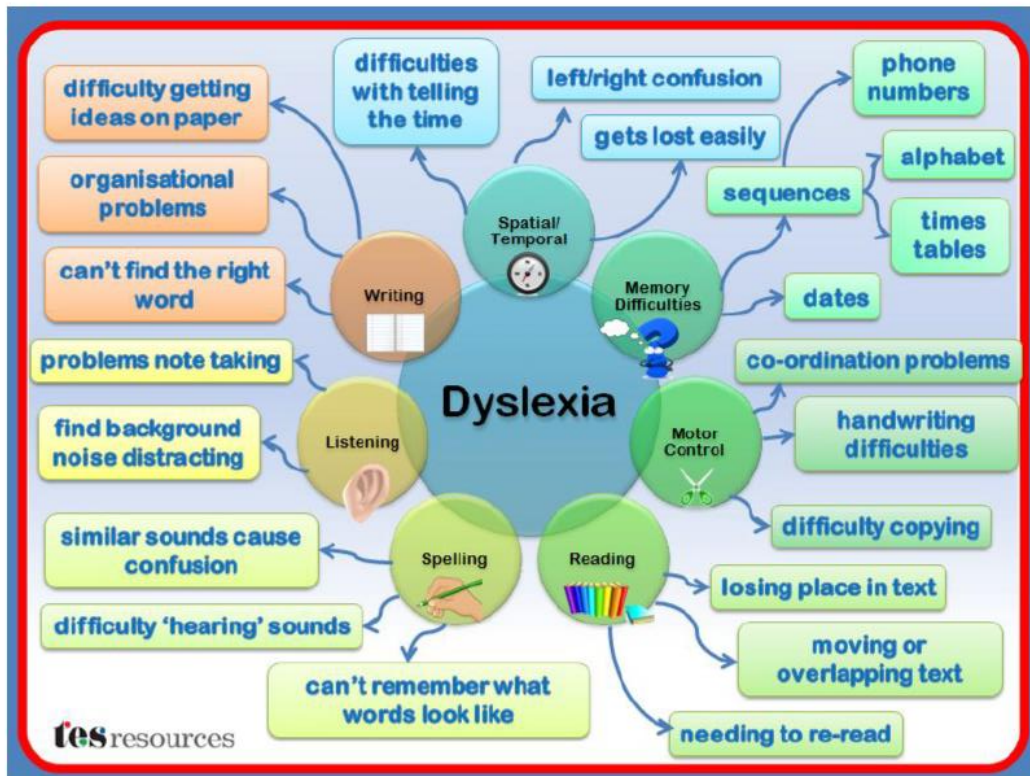 difficulty getting
ideas on paper
difficulties
with telling
the time
left/right confusion
gets lost easily
phone
numbers
alphabet
sequences
times
tables
dates
organisational
problems
can't find the right
word
Writing
Spatial/
Temporal
Memory
Difficulties
problems note taking
find background
noise distracting
Listening
Dyslexia
Motor
Control
co-ordination problems
handwriting
difficulties
difficulty copying
similar sounds cause
confusion
difficulty 'hearing' sounds
can't remember what
words look like
Spelling
Reading
losing place in text
moving or
overlapping text
needing to re-read
tes resources